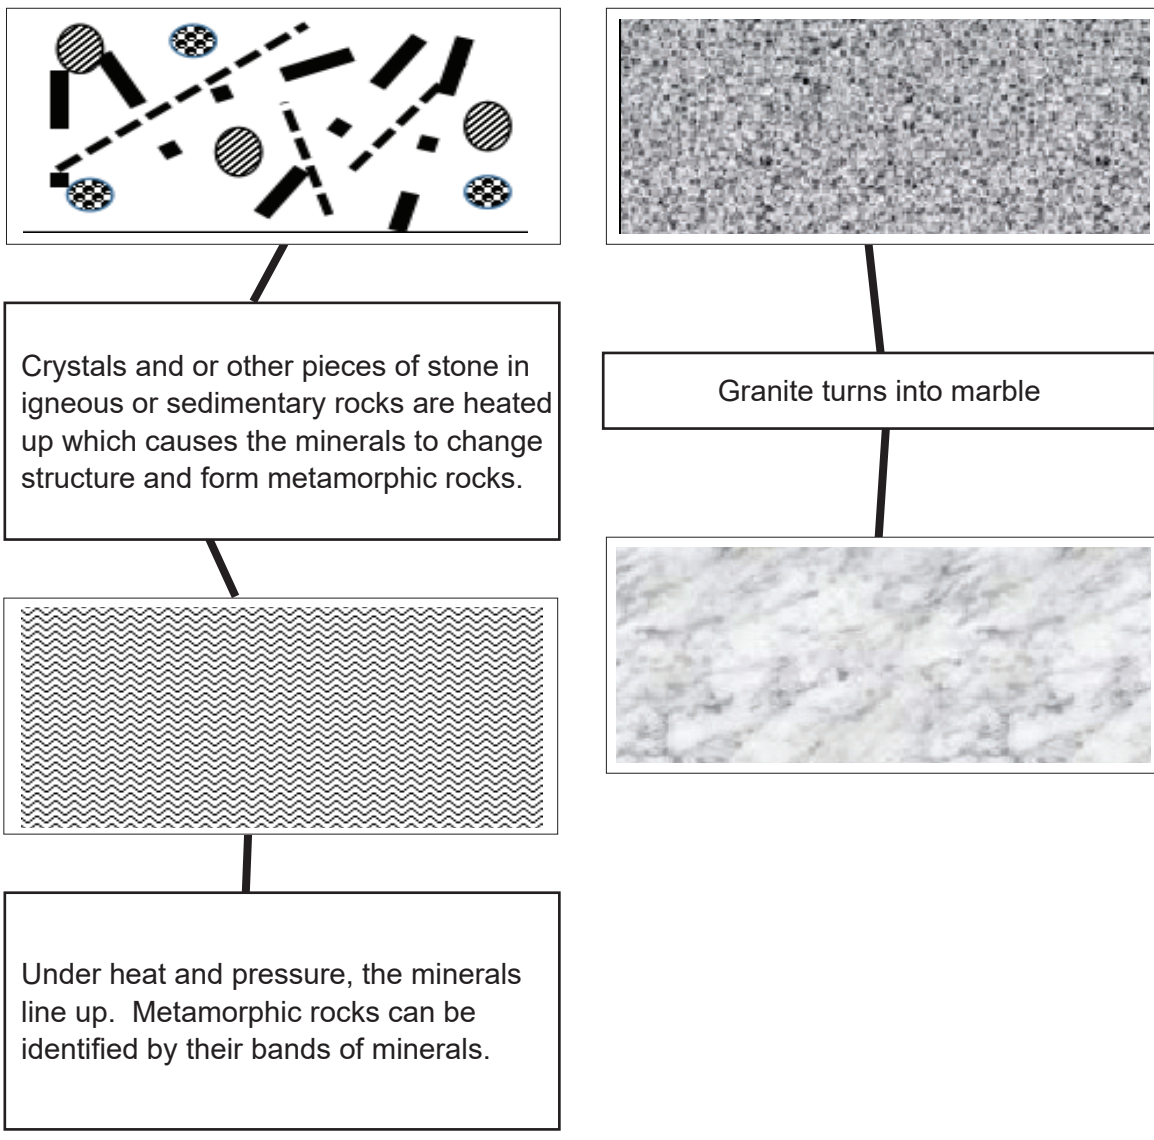 Crystals and or other pieces of stone in
igneous or sedimentary rocks are heated
up which causes the minerals to change
structure and form metamorphic rocks.
Under heat and pressure, the minerals
line up.  Metamorphic rocks can be
identified by their bands of minerals.
Granite turns into marble